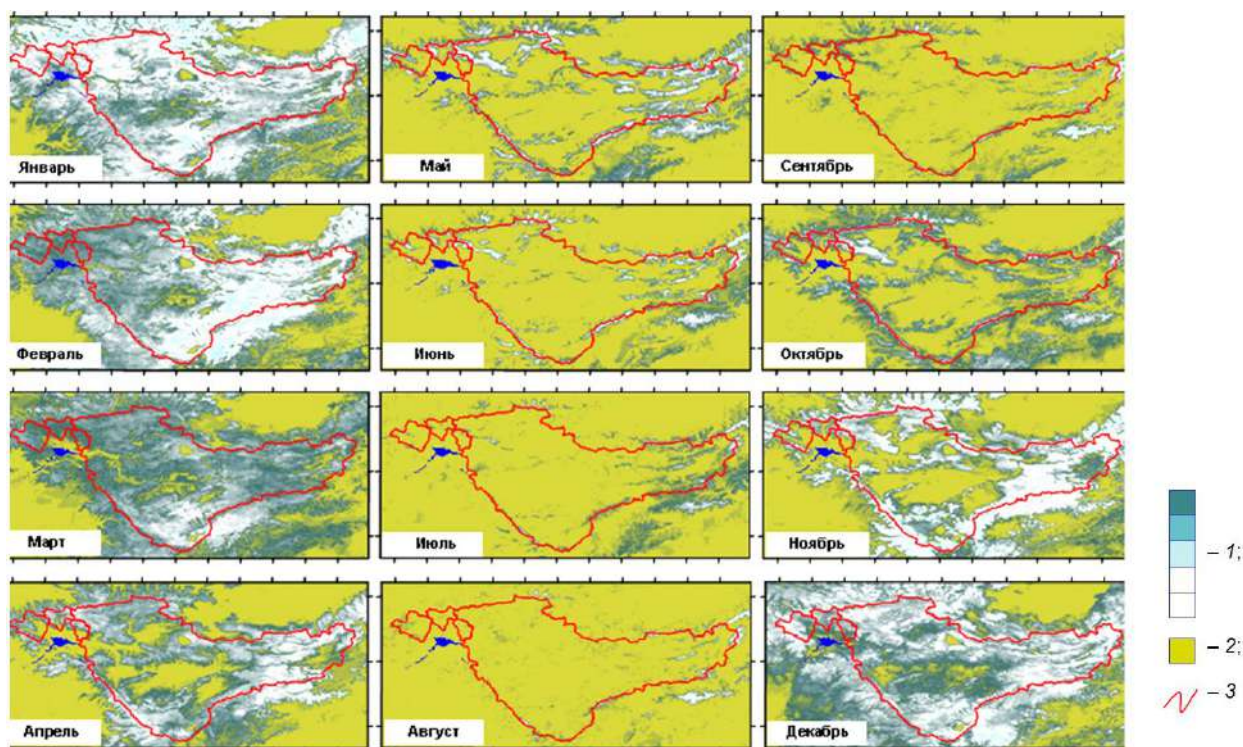 Январь
Май
Сентябрь
Февраль
Июнь
Октябрь
Март
Июль
Ноябрь
– 1;
Апрель
Август
Декабрь
– 2;
– 3